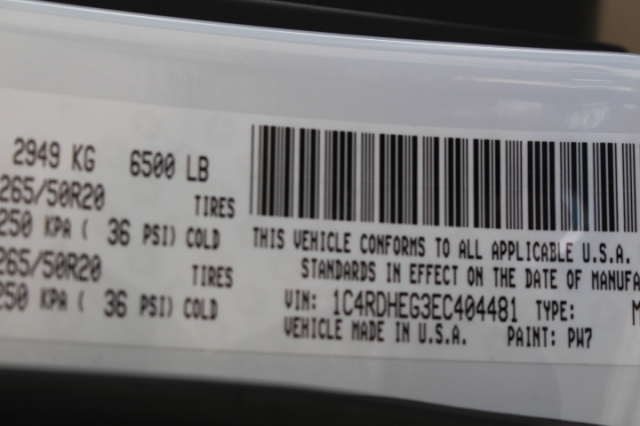 2949 KG 6500 LB
265/50R20 TIRES
250 KPA ( 36 PSI) COLD
265/50R20 TIRES
250 KPA ( 36 PSI) COLD
THIS VEHICLE CONFORMS TO ALL APPLICABLE U.S.A.
STANDARDS IN EFFECT ON THE DATE OF MANUFA
VIN: 1C4RDHEG3EC404481 TYPE: M
VEHICLE MADE IN U.S.A. PAINT: PW7